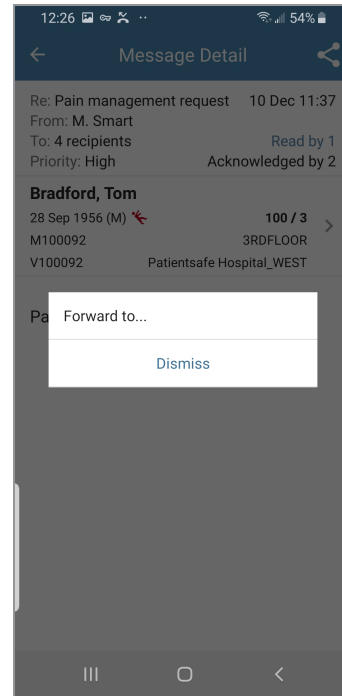 12:26 54%
Message Detail
Re: Pain management request 10 Dec 11:37
From: M. Smart
To: 4 recipients Read by 1
Priority: High Acknowledged by 2
Bradford, Tom
28 Sep 1956 (M) 100 / 3
M100092 3RDFLOOR
V100092 Patientsafe Hospital_WEST
Pa
Forward to...
Dismiss